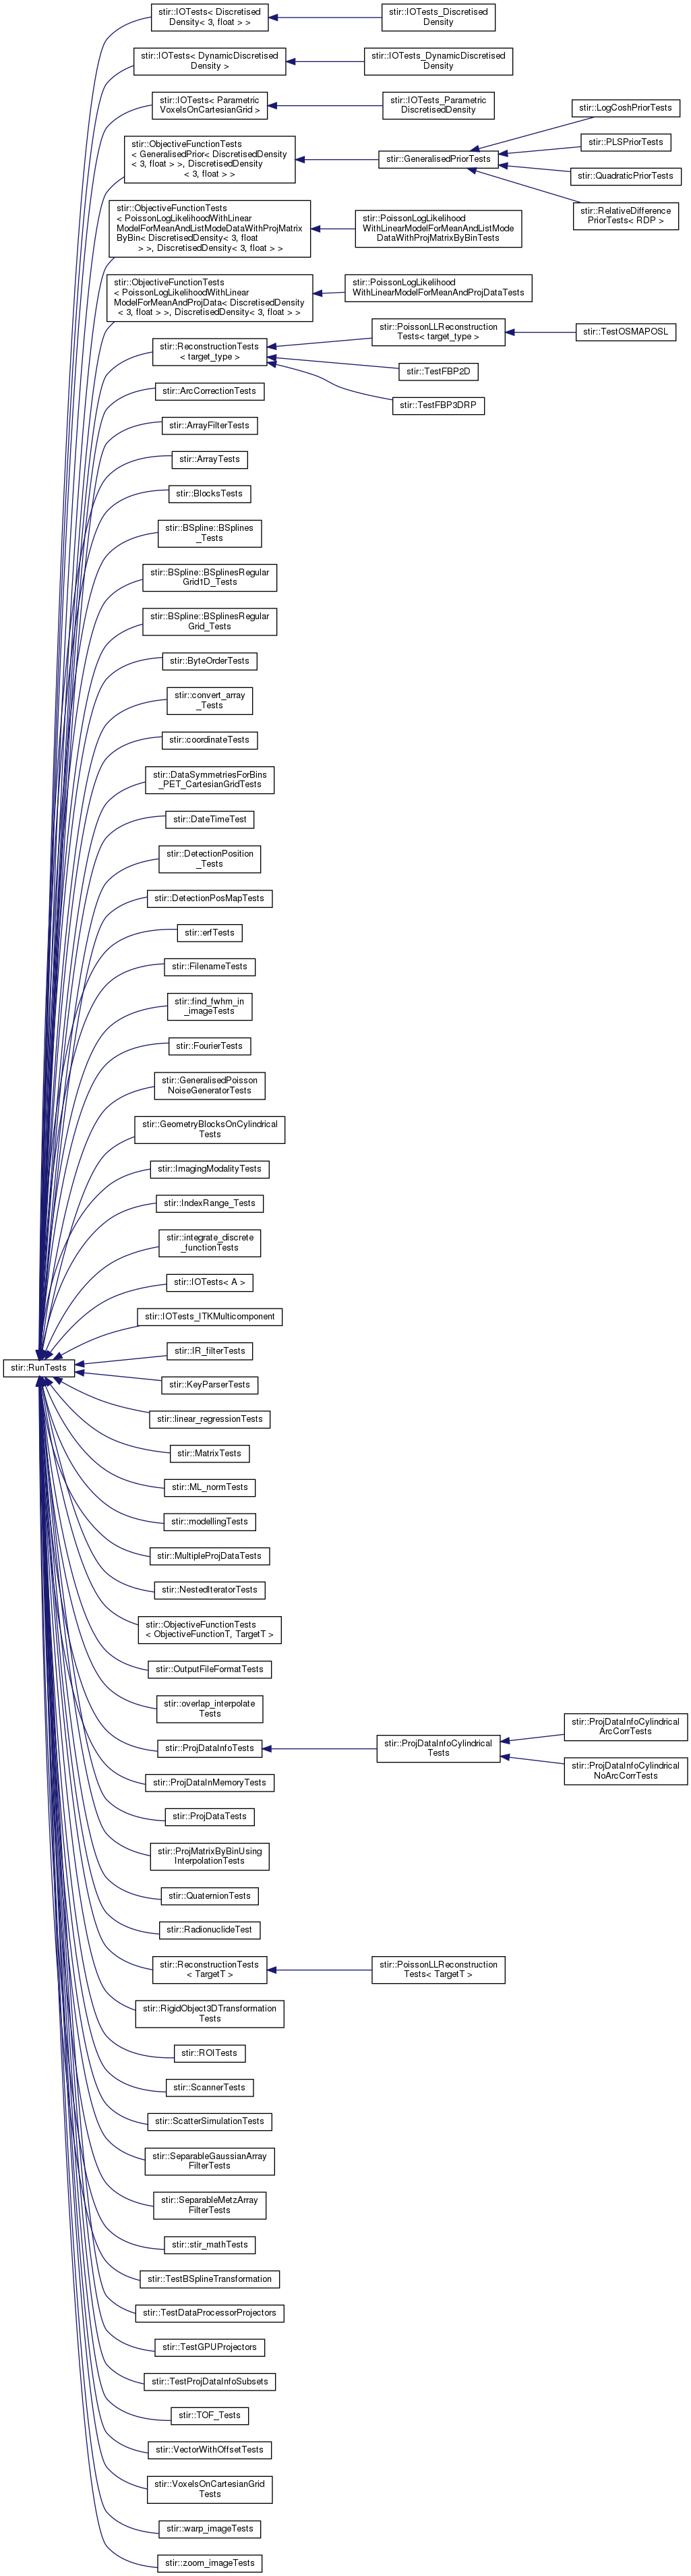 stir::IOTests< Discretised
Density< 3, float > >
stir::IOTests_Discretised
Density
stir::IOTests< DynamicDiscretised
Density >
stir::IOTests_DynamicDiscretised
Density
stir::IOTests< Parametric
VoxelsOnCartesianGrid >
stir::IOTests_Parametric
DiscretisedDensity
stir::ObjectiveFunctionTests
< GeneralisedPrior< DiscretisedDensity
< 3, float > >, DiscretisedDensity
< 3, float > >
stir::GeneralisedPriorTests
stir::LogCoshPriorTests
stir::PLSPriorTests
stir::QuadraticPriorTests
stir::RelativeDifference
PriorTests< RDP >
stir::ObjectiveFunctionTests
< PoissonLogLikelihoodWithLinear
ModelForMeanAndListModeDataWithProjMatrix
ByBin< DiscretisedDensity< 3, float
> >, DiscretisedDensity< 3, float > >
stir::PoissonLogLikelihood
WithLinearModelForMeanAndListMode
DataWithProjMatrixByBinTests
stir::ObjectiveFunctionTests
< PoissonLogLikelihoodWithLinear
ModelForMeanAndProjData< DiscretisedDensity
< 3, float > >, DiscretisedDensity< 3, float > >
stir::PoissonLogLikelihood
WithLinearModelForMeanAndProjDataTests
stir::ReconstructionTests
< target_type >
stir::PoissonLLReconstruction
Tests< target_type >
stir::TestOSMAPOSL
stir::TestFBP2D
stir::TestFBP3DRP
stir::ArcCorrectionTests
stir::ArrayFilterTests
stir::ArrayTests
stir::BlocksTests
stir::BSpline::BSplines
_Tests
stir::BSpline::BSplinesRegular
Grid1D_Tests
stir::BSpline::BSplinesRegular
Grid_Tests
stir::ByteOrderTests
stir::convert_array
_Tests
stir::coordinateTests
stir::DataSymmetriesForBins
_PET_CartesianGridTests
stir::DateTimeTest
stir::DetectionPosition
_Tests
stir::DetectionPosMapTests
stir::erfTests
stir::FilenameTests
stir::find_fwhm_in
_imageTests
stir::FourierTests
stir::GeneralisedPoisson
NoiseGeneratorTests
stir::GeometryBlocksOnCylindrical
Tests
stir::ImagingModalityTests
stir::IndexRange_Tests
stir::integrate_discrete
_functionTests
stir::IOTests< A >
stir::IOTests_ITKMulticomponent
stir::RunTests
stir::IR_filterTests
stir::KeyParserTests
stir::linear_regressionTests
stir::MatrixTests
stir::ML_normTests
stir::modellingTests
stir::MultipleProjDataTests
stir::NestedIteratorTests
stir::ObjectiveFunctionTests
< ObjectiveFunctionT, TargetT >
stir::OutputFileFormatTests
stir::overlap_interpolate
Tests
stir::ProjDataInfoTests
stir::ProjDataInfoCylindrical
Tests
stir::ProjDataInfoCylindrical
ArcCorrTests
stir::ProjDataInfoCylindrical
NoArcCorrTests
stir::ProjDataInMemoryTests
stir::ProjDataTests
stir::ProjMatrixByBinUsing
InterpolationTests
stir::QuaternionTests
stir::RadionuclideTest
stir::ReconstructionTests
< TargetT >
stir::PoissonLLReconstruction
Tests< TargetT >
stir::RigidObject3DTransformation
Tests
stir::ROITests
stir::ScannerTests
stir::ScatterSimulationTests
stir::SeparableGaussianArray
FilterTests
stir::SeparableMetzArray
FilterTests
stir::stir_mathTests
stir::TestBSplineTransformation
stir::TestDataProcessorProjectors
stir::TestGPUProjectors
stir::TestProjDataInfoSubsets
stir::TOF_Tests
stir::VectorWithOffsetTests
stir::VoxelsOnCartesianGrid
Tests
stir::warp_imageTests
stir::zoom_imageTests